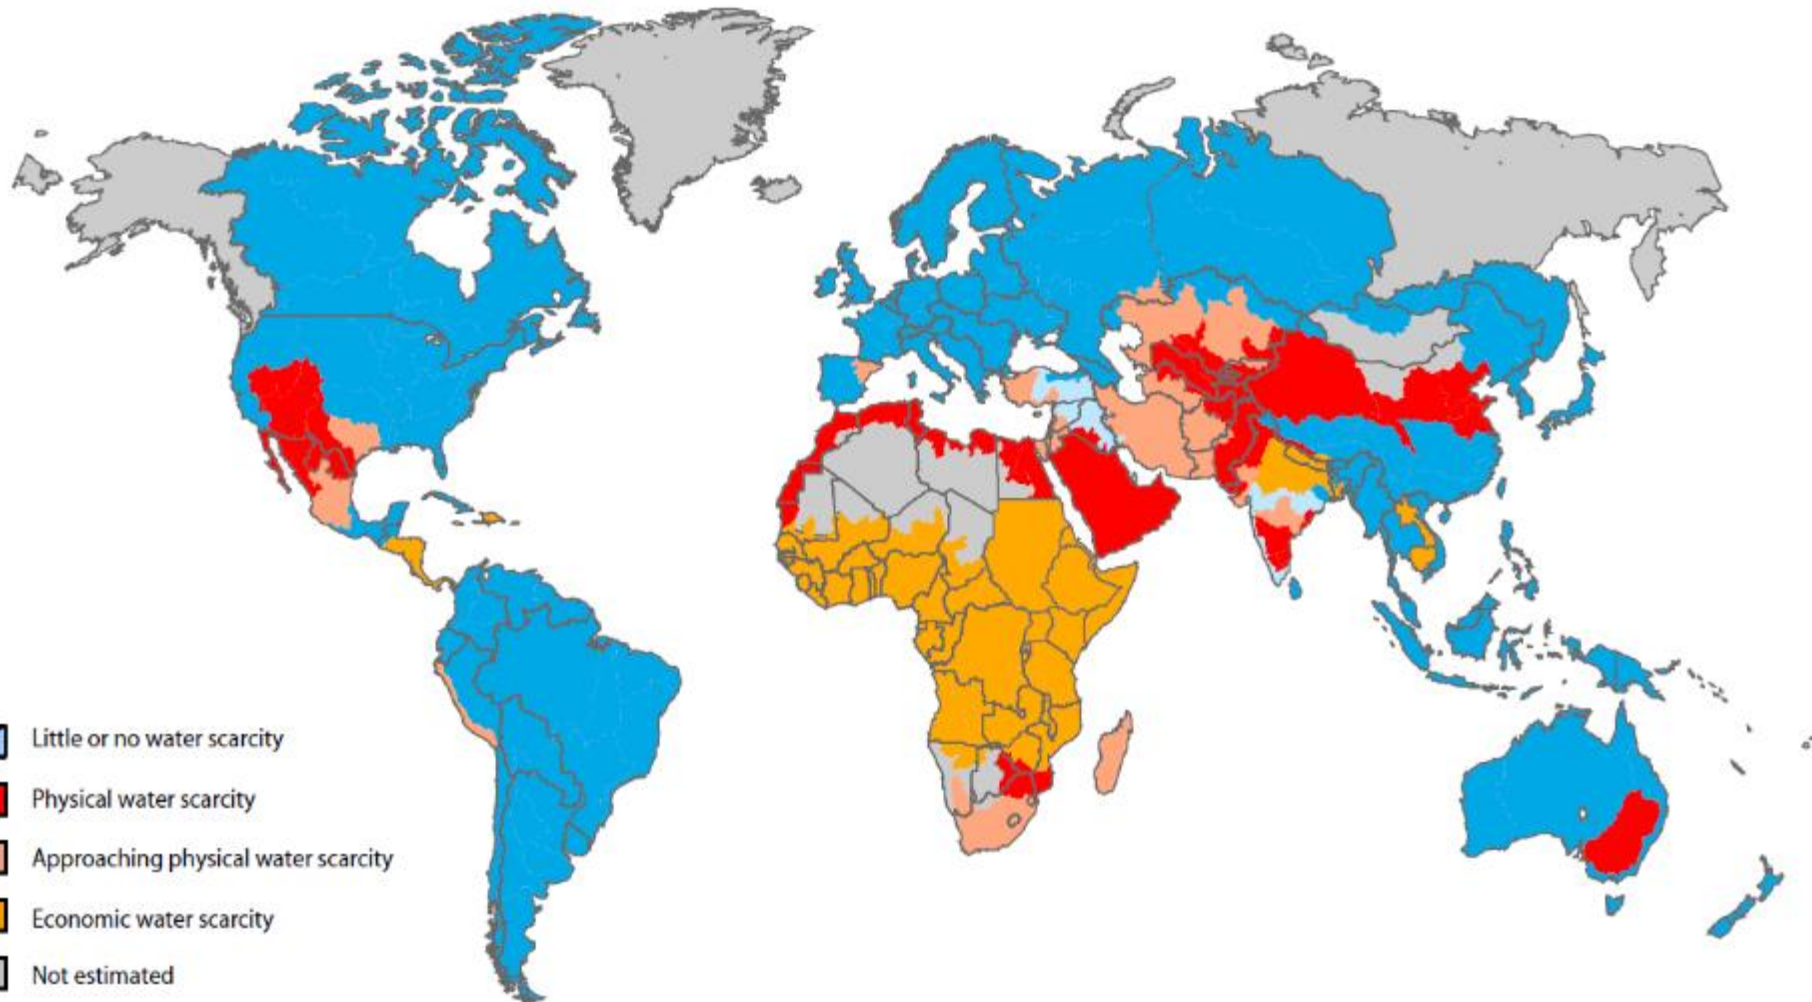 Little or no water scarcity
Physical water scarcity
Approaching physical water scarcity
Economic water scarcity
Not estimated